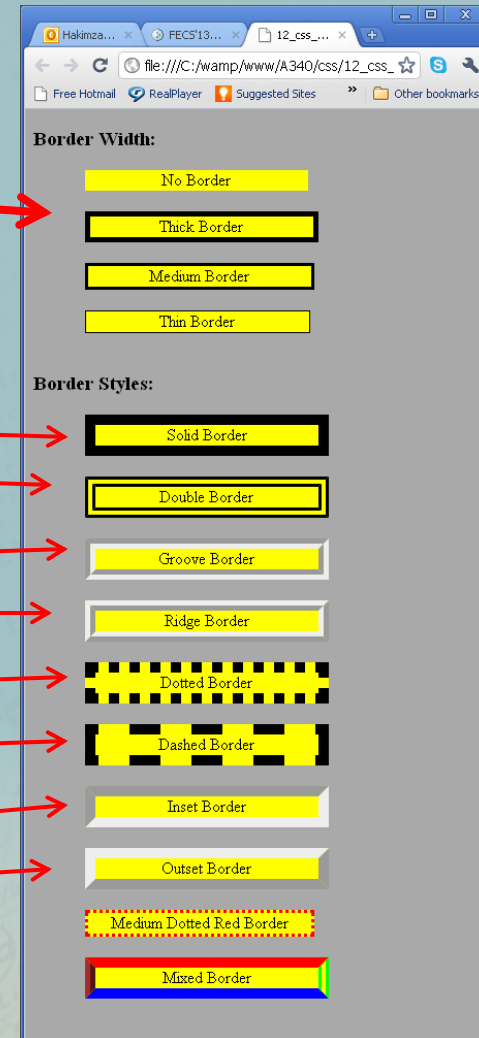 Hakimza...
FECS'13...
12_css_...
file:///C:/wamp/www/A340/css/12_css_
Free Hotmail
RealPlayer
Suggested Sites
»
Other bookmarks
Border Width:
No Border
Thick Border
Medium Border
Thin Border
Border Styles:
Solid Border
Double Border
Groove Border
Ridge Border
Dotted Border
Dashed Border
Inset Border
Outset Border
Medium Dotted Red Border
Mixed Border